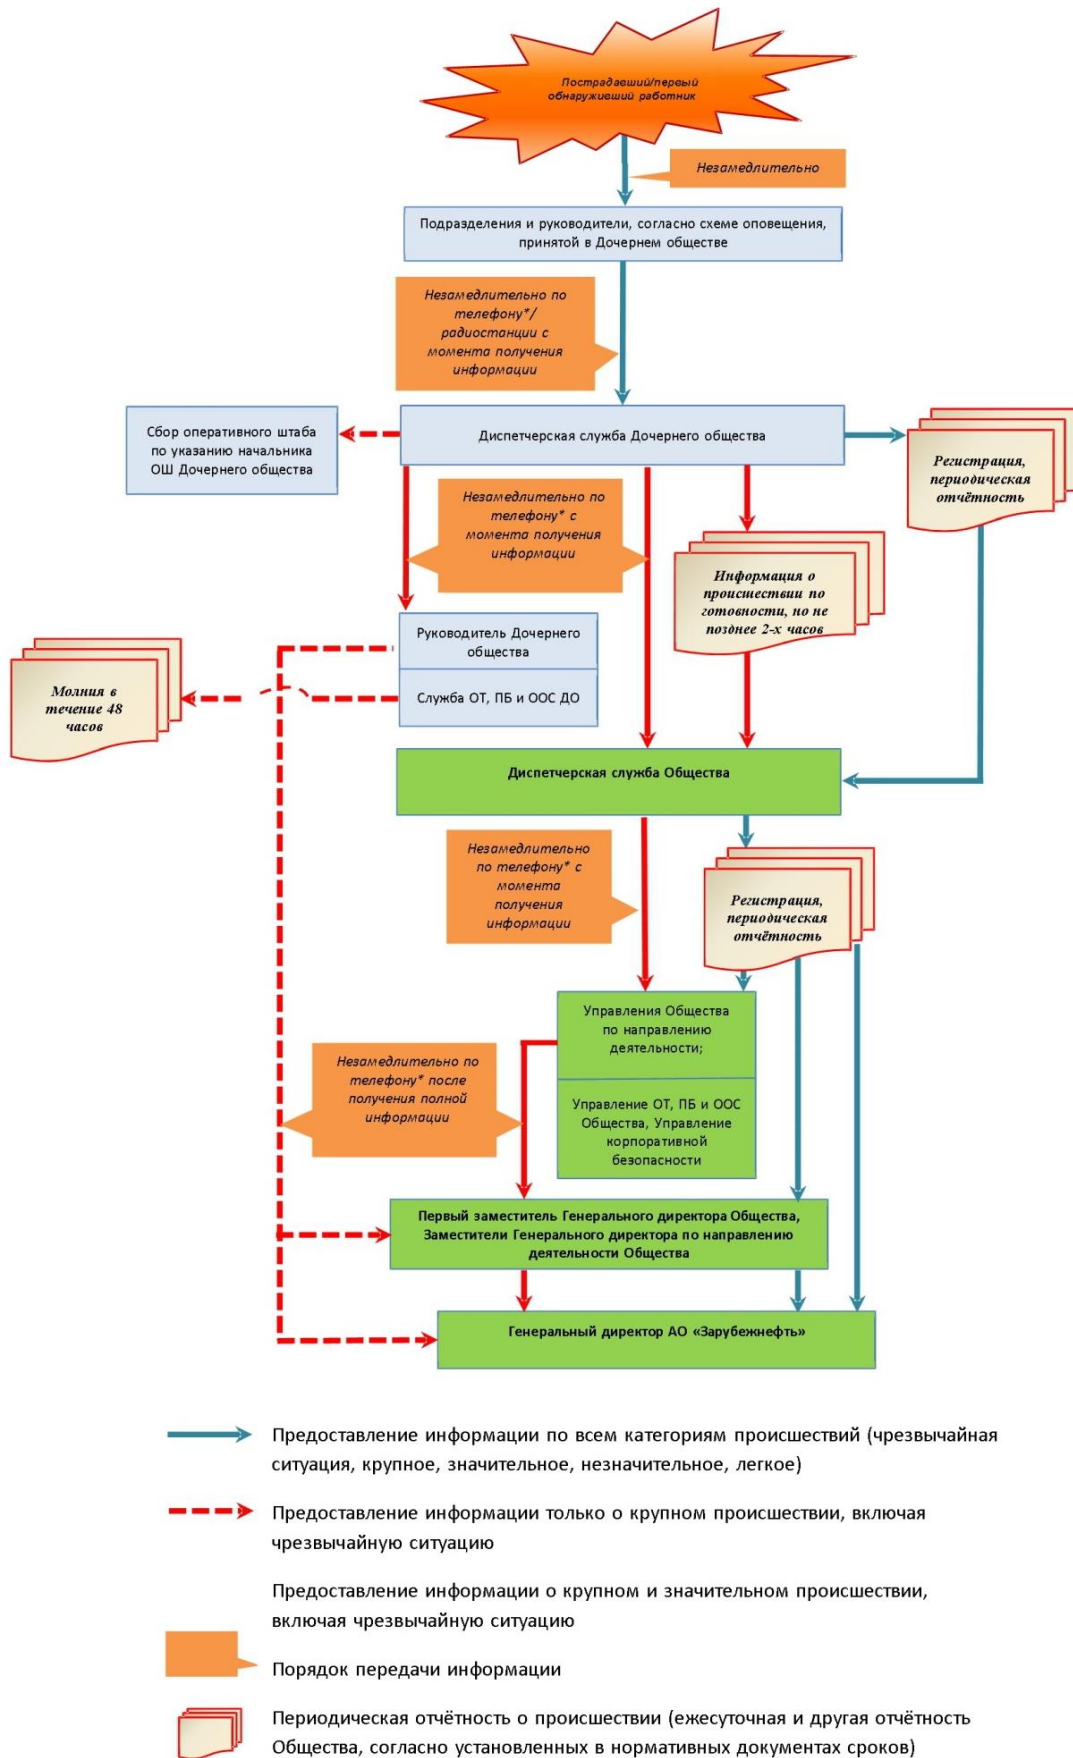 Пострадавший/первый
обнаруживший работник
Незамедлительно
Подразделения и руководители, согласно схеме оповещения,
принятой в Дочернем обществе
Незамедлительно по
телефону*/
радиостанции с
момента получения
информации
Сбор оперативного штаба
по указанию начальника
ОШ Дочернего общества
Диспетчерская служба Дочернего общества
Регистрация,
периодическая
отчётность
Незамедлительно по
телефону* с
момента получения
информации
Информация о
происшествии по
готовности, но не
позднее 2-х часов
Руководитель Дочернего
общества
Служба ОТ, ПБ и ООС ДО
Молния в
течение 48
часов
Диспетчерская служба Общества
Незамедлительно
по телефону* с
момента
получения
информации
Регистрация,
периодическая
отчётность
Управления Общества
по направлению
деятельности;
Управление ОТ, ПБ и ООС
Общества, Управление
корпоративной
безопасности
Незамедлительно по
телефону* после
получения полной
информации
Первый заместитель Генерального директора Общества,
Заместители Генерального директора по направлению
деятельности Общества
Генеральный директор АО «Зарубежнефть»
Предоставление информации по всем категориям происшествий (чрезвычайная
ситуация, крупное, значительное, незначительное, легкое)
Предоставление информации только о крупном происшествии, включая
чрезвычайную ситуацию
Предоставление информации о крупном и значительном происшествии,
включая чрезвычайную ситуацию
Порядок передачи информации
Периодическая отчётность о происшествии (ежесуточная и другая отчётность
Общества, согласно установленных в нормативных документах сроков)